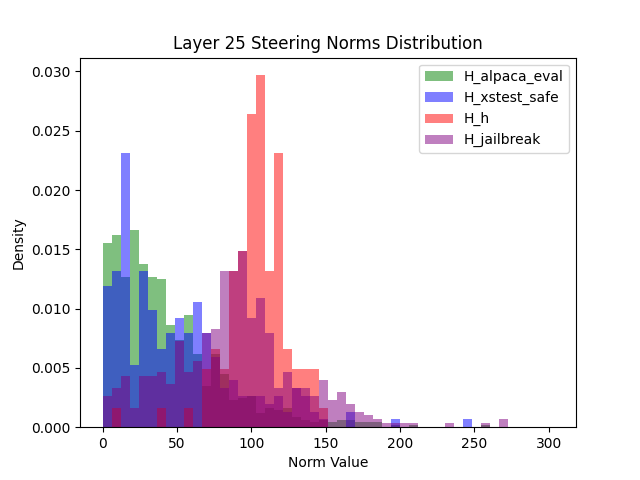 Layer 25 Steering Norms Distribution
H_alpaca_eval
H_xstest_safe
H_h
H_jailbreak
0.030
0.025
0.020
0.015
0.010
0.005
0.000
Density
0 50 100 150 200 250 300
Norm Value